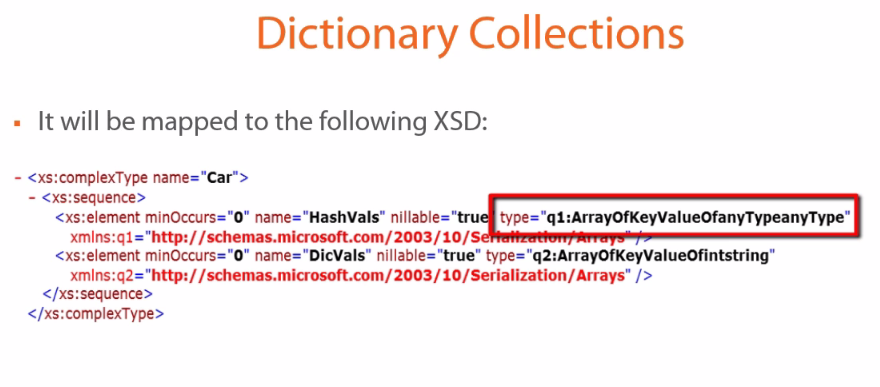 Dictionary Collections
▪ It will be mapped to the following XSD:
- <xs:complexType name="Car">
- <xs:sequence>
<xs:element minOccurs="0" name="HashVals" nillable="true" type="q1:ArrayOfKeyValueOfanyTypeanyType"
xmlns:q1="http://schemas.microsoft.com/2003/10/Serialization/Arrays" />
<xs:element minOccurs="0" name="DicVals" nillable="true" type="q2:ArrayOfKeyValueOfintstring"
xmlns:q2="http://schemas.microsoft.com/2003/10/Serialization/Arrays" />
</xs:sequence>
</xs:complexType>